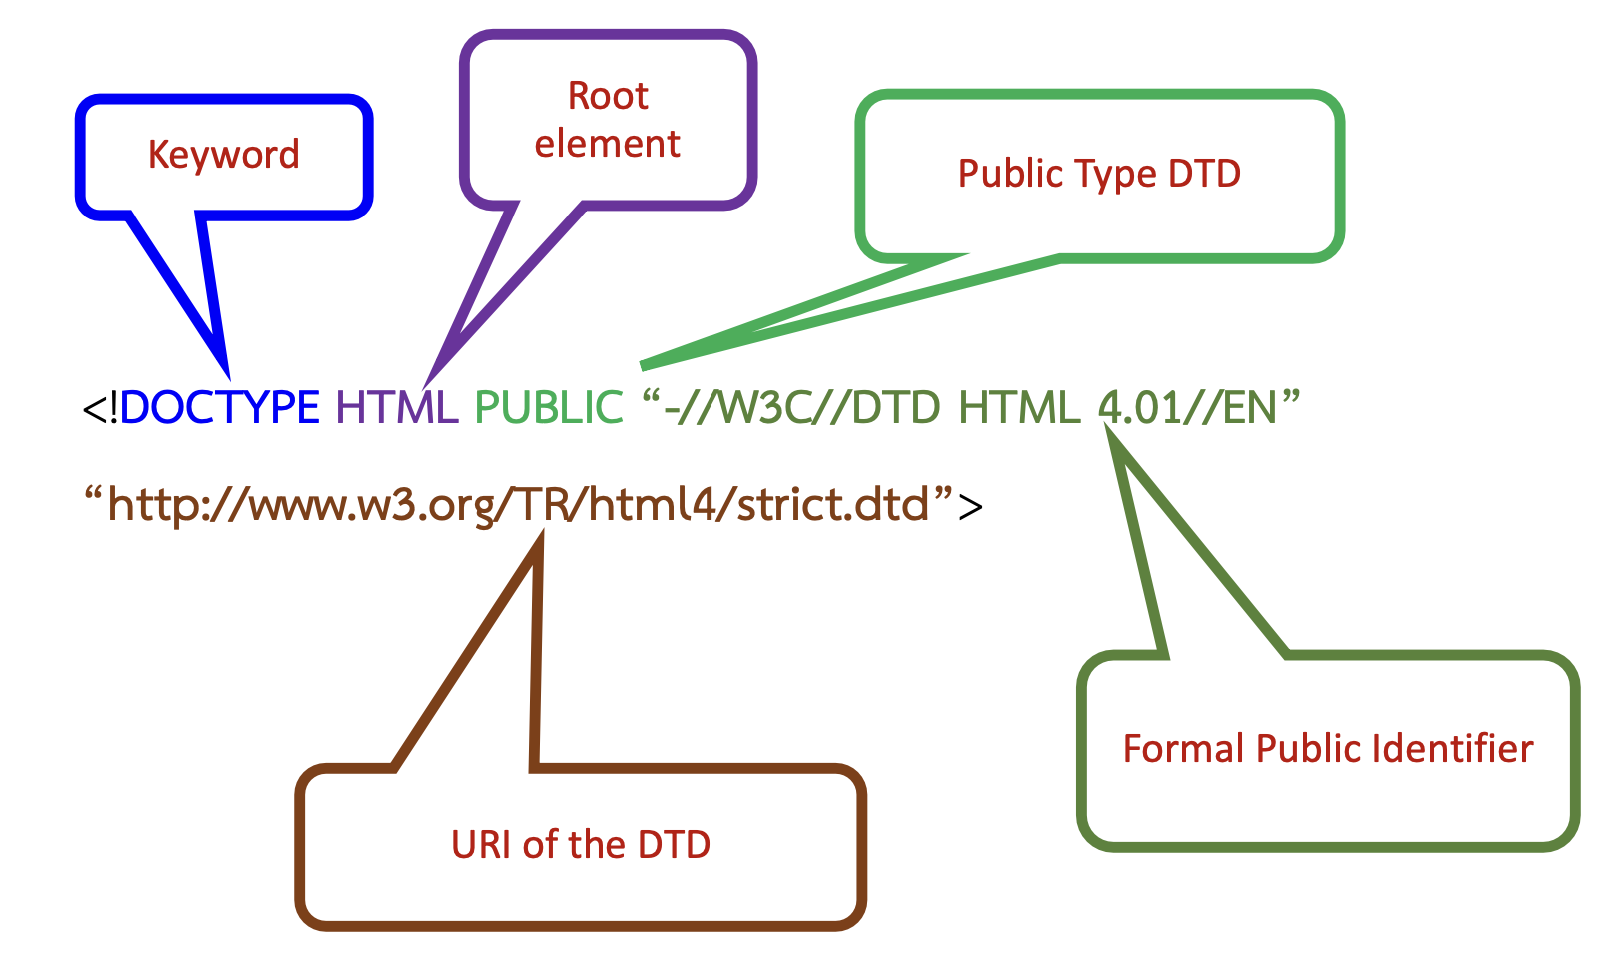 Root
element
Keyword
Public Type DTD
<!DOCTYPE HTML PUBLIC “-//W3C//DTD HTML 4.01//EN”
“http://www.w3.org/TR/html4/strict.dtd”>
Formal Public Identifier
URI of the DTD